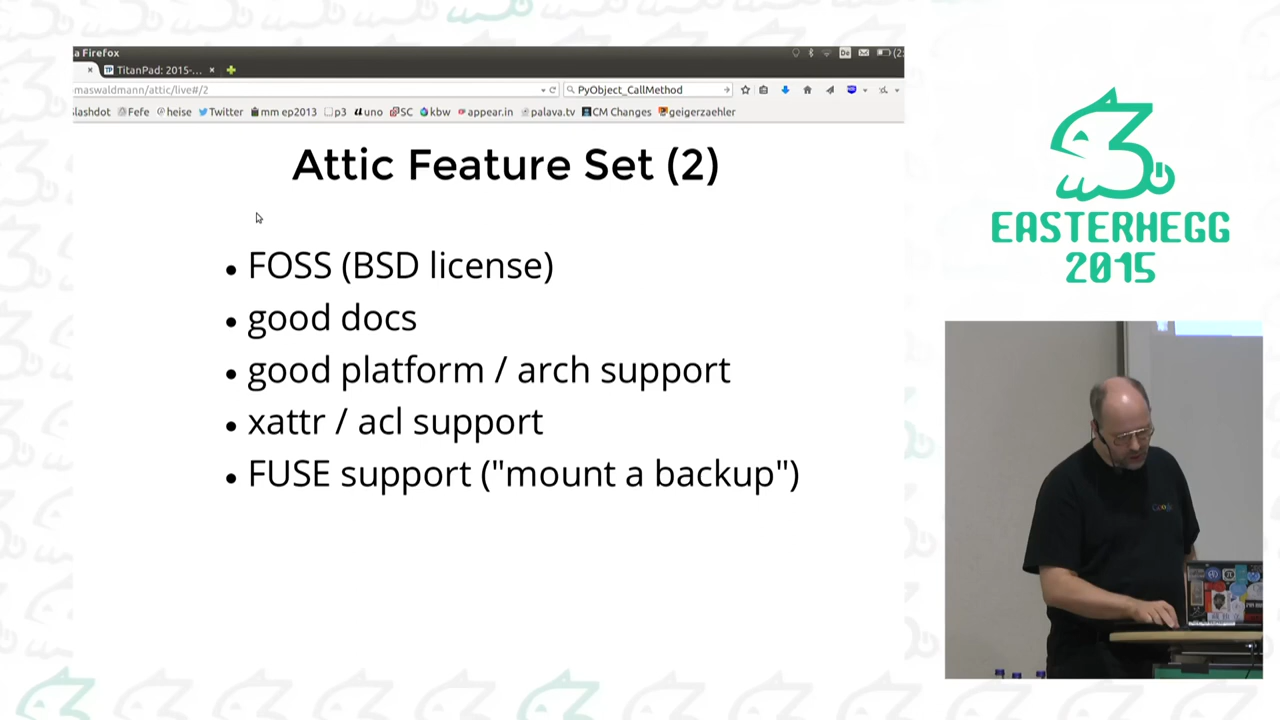 a Firefox
TitanPad: 2015-...
maswaldmann/attic/live#/2
PyObject_CallMethod
lashdot Fefe heise Twitter mm ep2013 p3 uno SC kbw appear.in palava.tv CM Changes geigerzaehler
Attic Feature Set (2)
• FOSS (BSD license)
• good docs
• good platform / arch support
• xattr / acl support
• FUSE support ("mount a backup")
EASTERHEGG
2015
Google